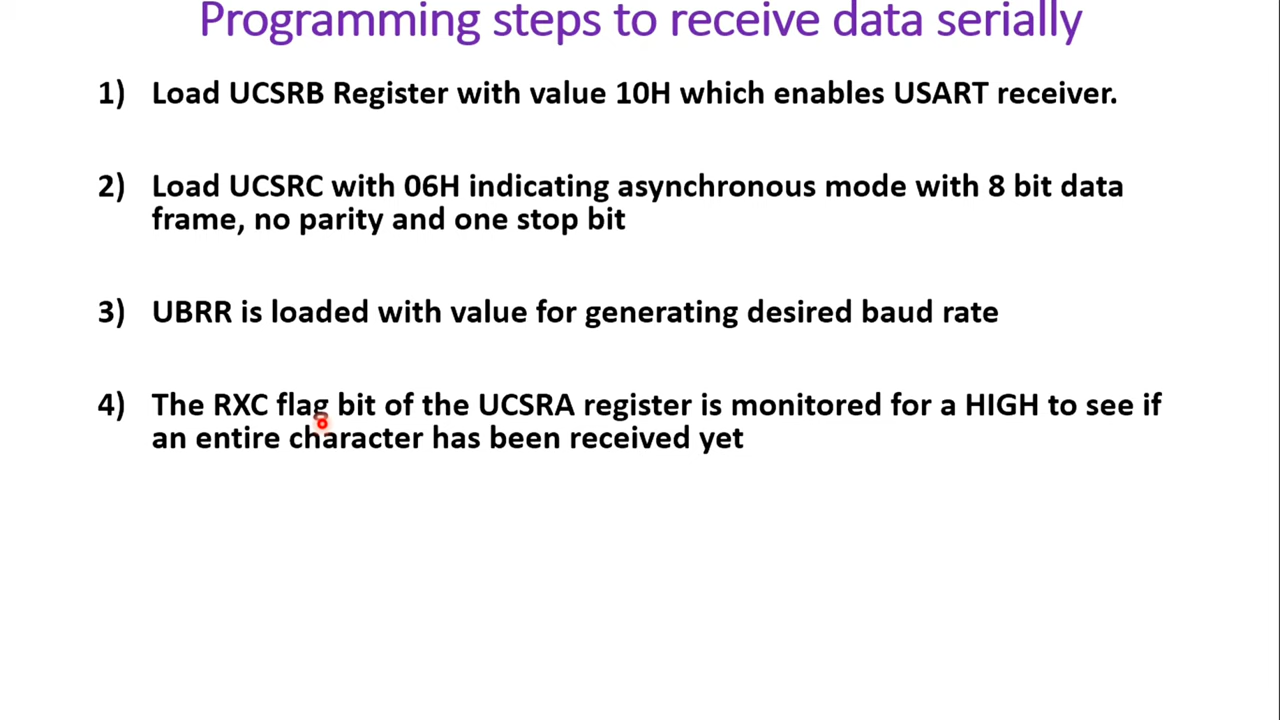 Programming steps to receive data serially
1) Load UCSRB Register with value 10H which enables USART receiver.
2) Load UCSRC with 06H indicating asynchronous mode with 8 bit data
frame, no parity and one stop bit
3) UBRR is loaded with value for generating desired baud rate
4) The RXC flag bit of the UCSRA register is monitored for a HIGH to see if
an entire character has been received yet